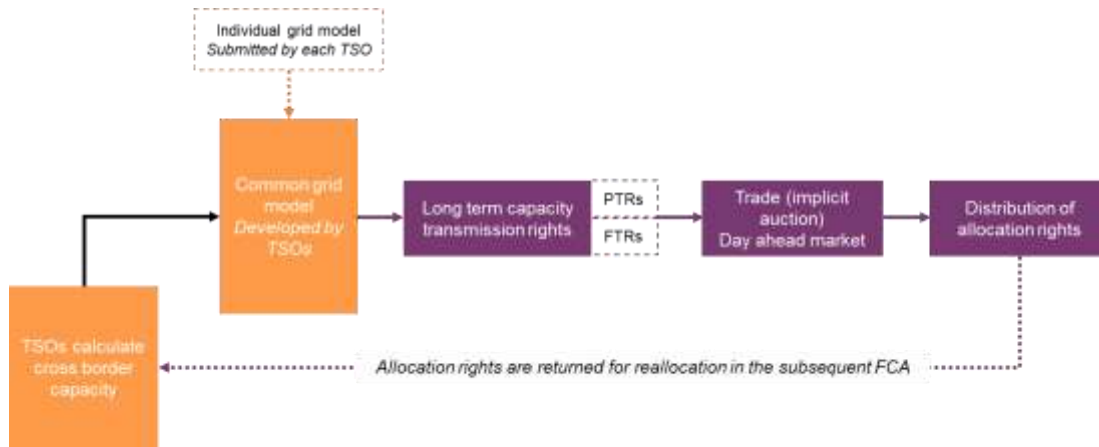 Individual grid model
Submitted by each TSO
Common grid
model
Developed by
TSOs
Long term capacity
transmission rights
PTRs
FTRs
Trade (implicit
auction)
Day ahead market
Distribution of
allocation rights
TSOs calculate
cross border
capacity
Allocation rights are returned for reallocation in the subsequent FCA